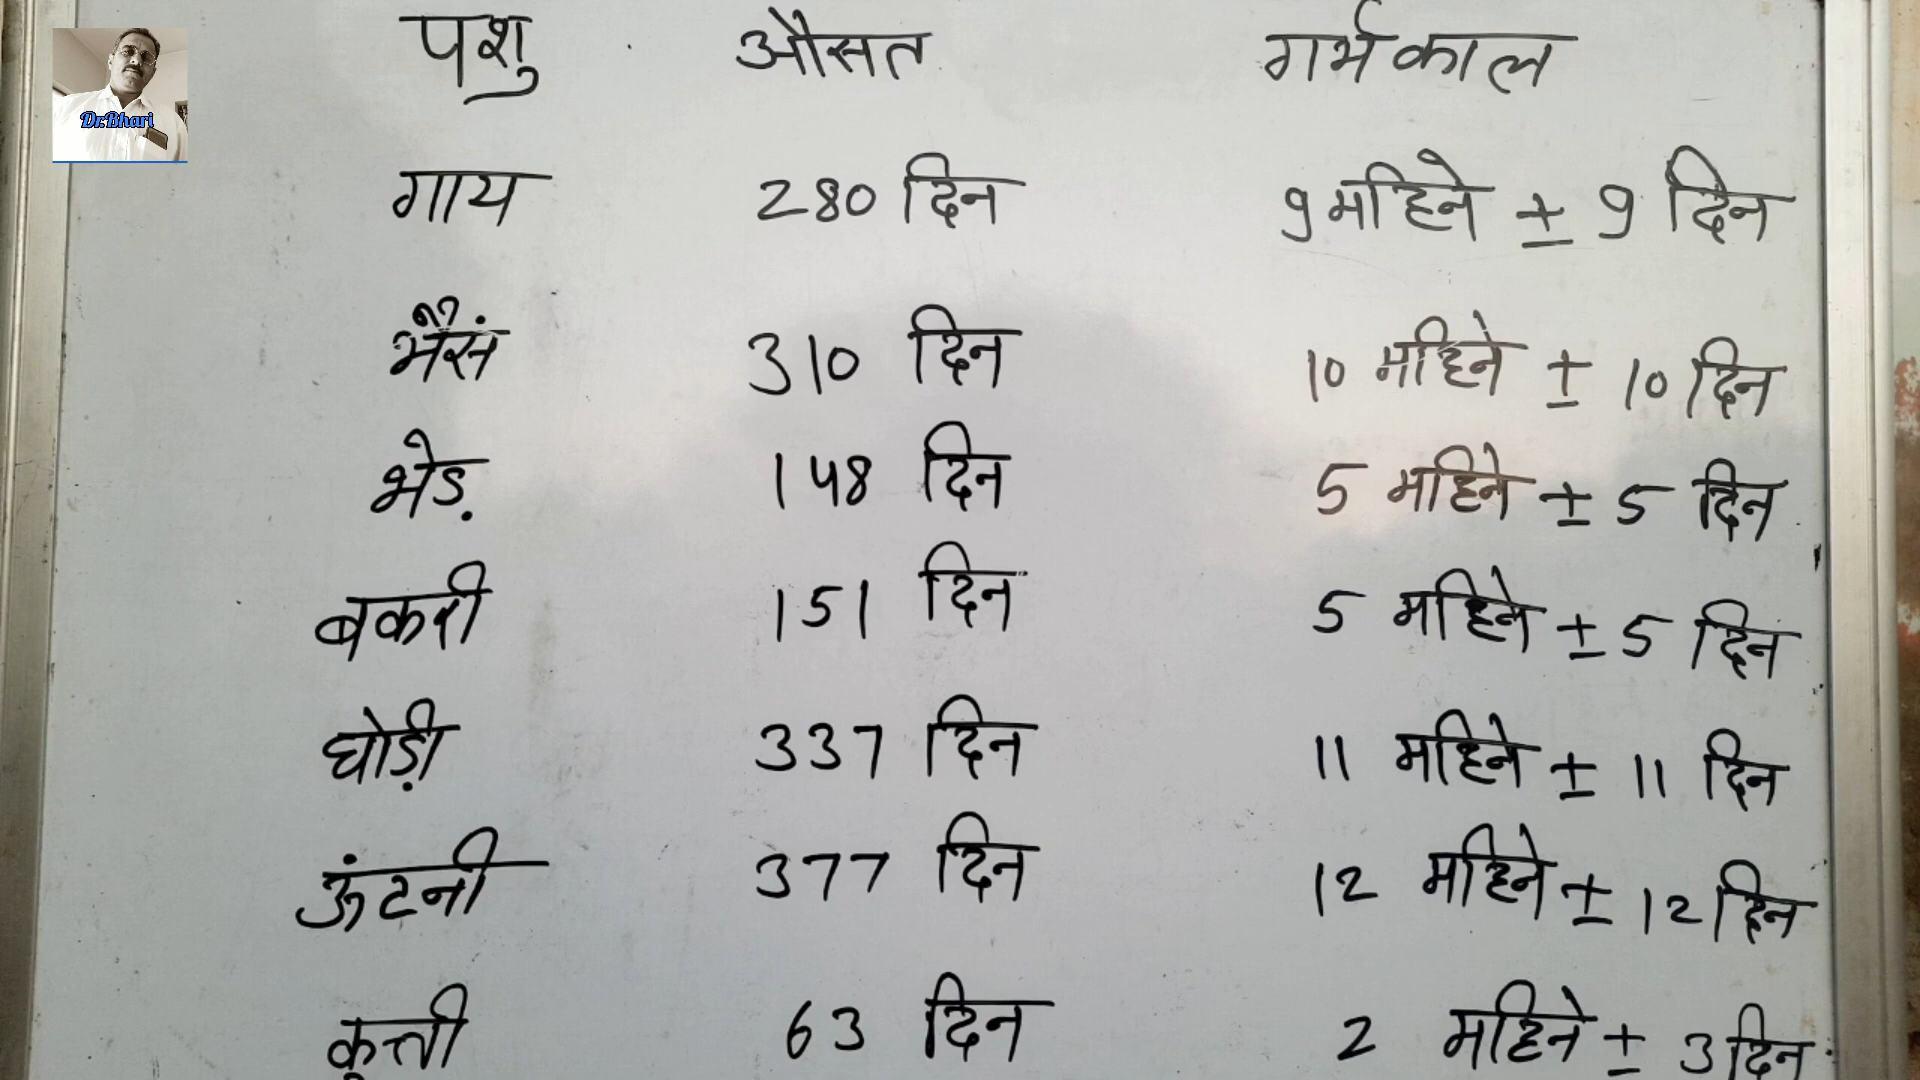 पशु औसत गर्भकाल
Dr.Bhari
गाय 280 दिन 9 महिने ± 9 दिन
भैसं 310 दिन 10 महिने ± 10 दिन
भेड़ 148 दिन 5 महिने ± 5 दिन
बकरी 151 दिन 5 महिने ± 5 दिन
घोड़ी 337 दिन 11 महिने ± 11 दिन
ऊंटनी 377 दिन 12 महिने ± 12 दिन
कुत्ती 63 दिन 2 महिने ± 3 दिन